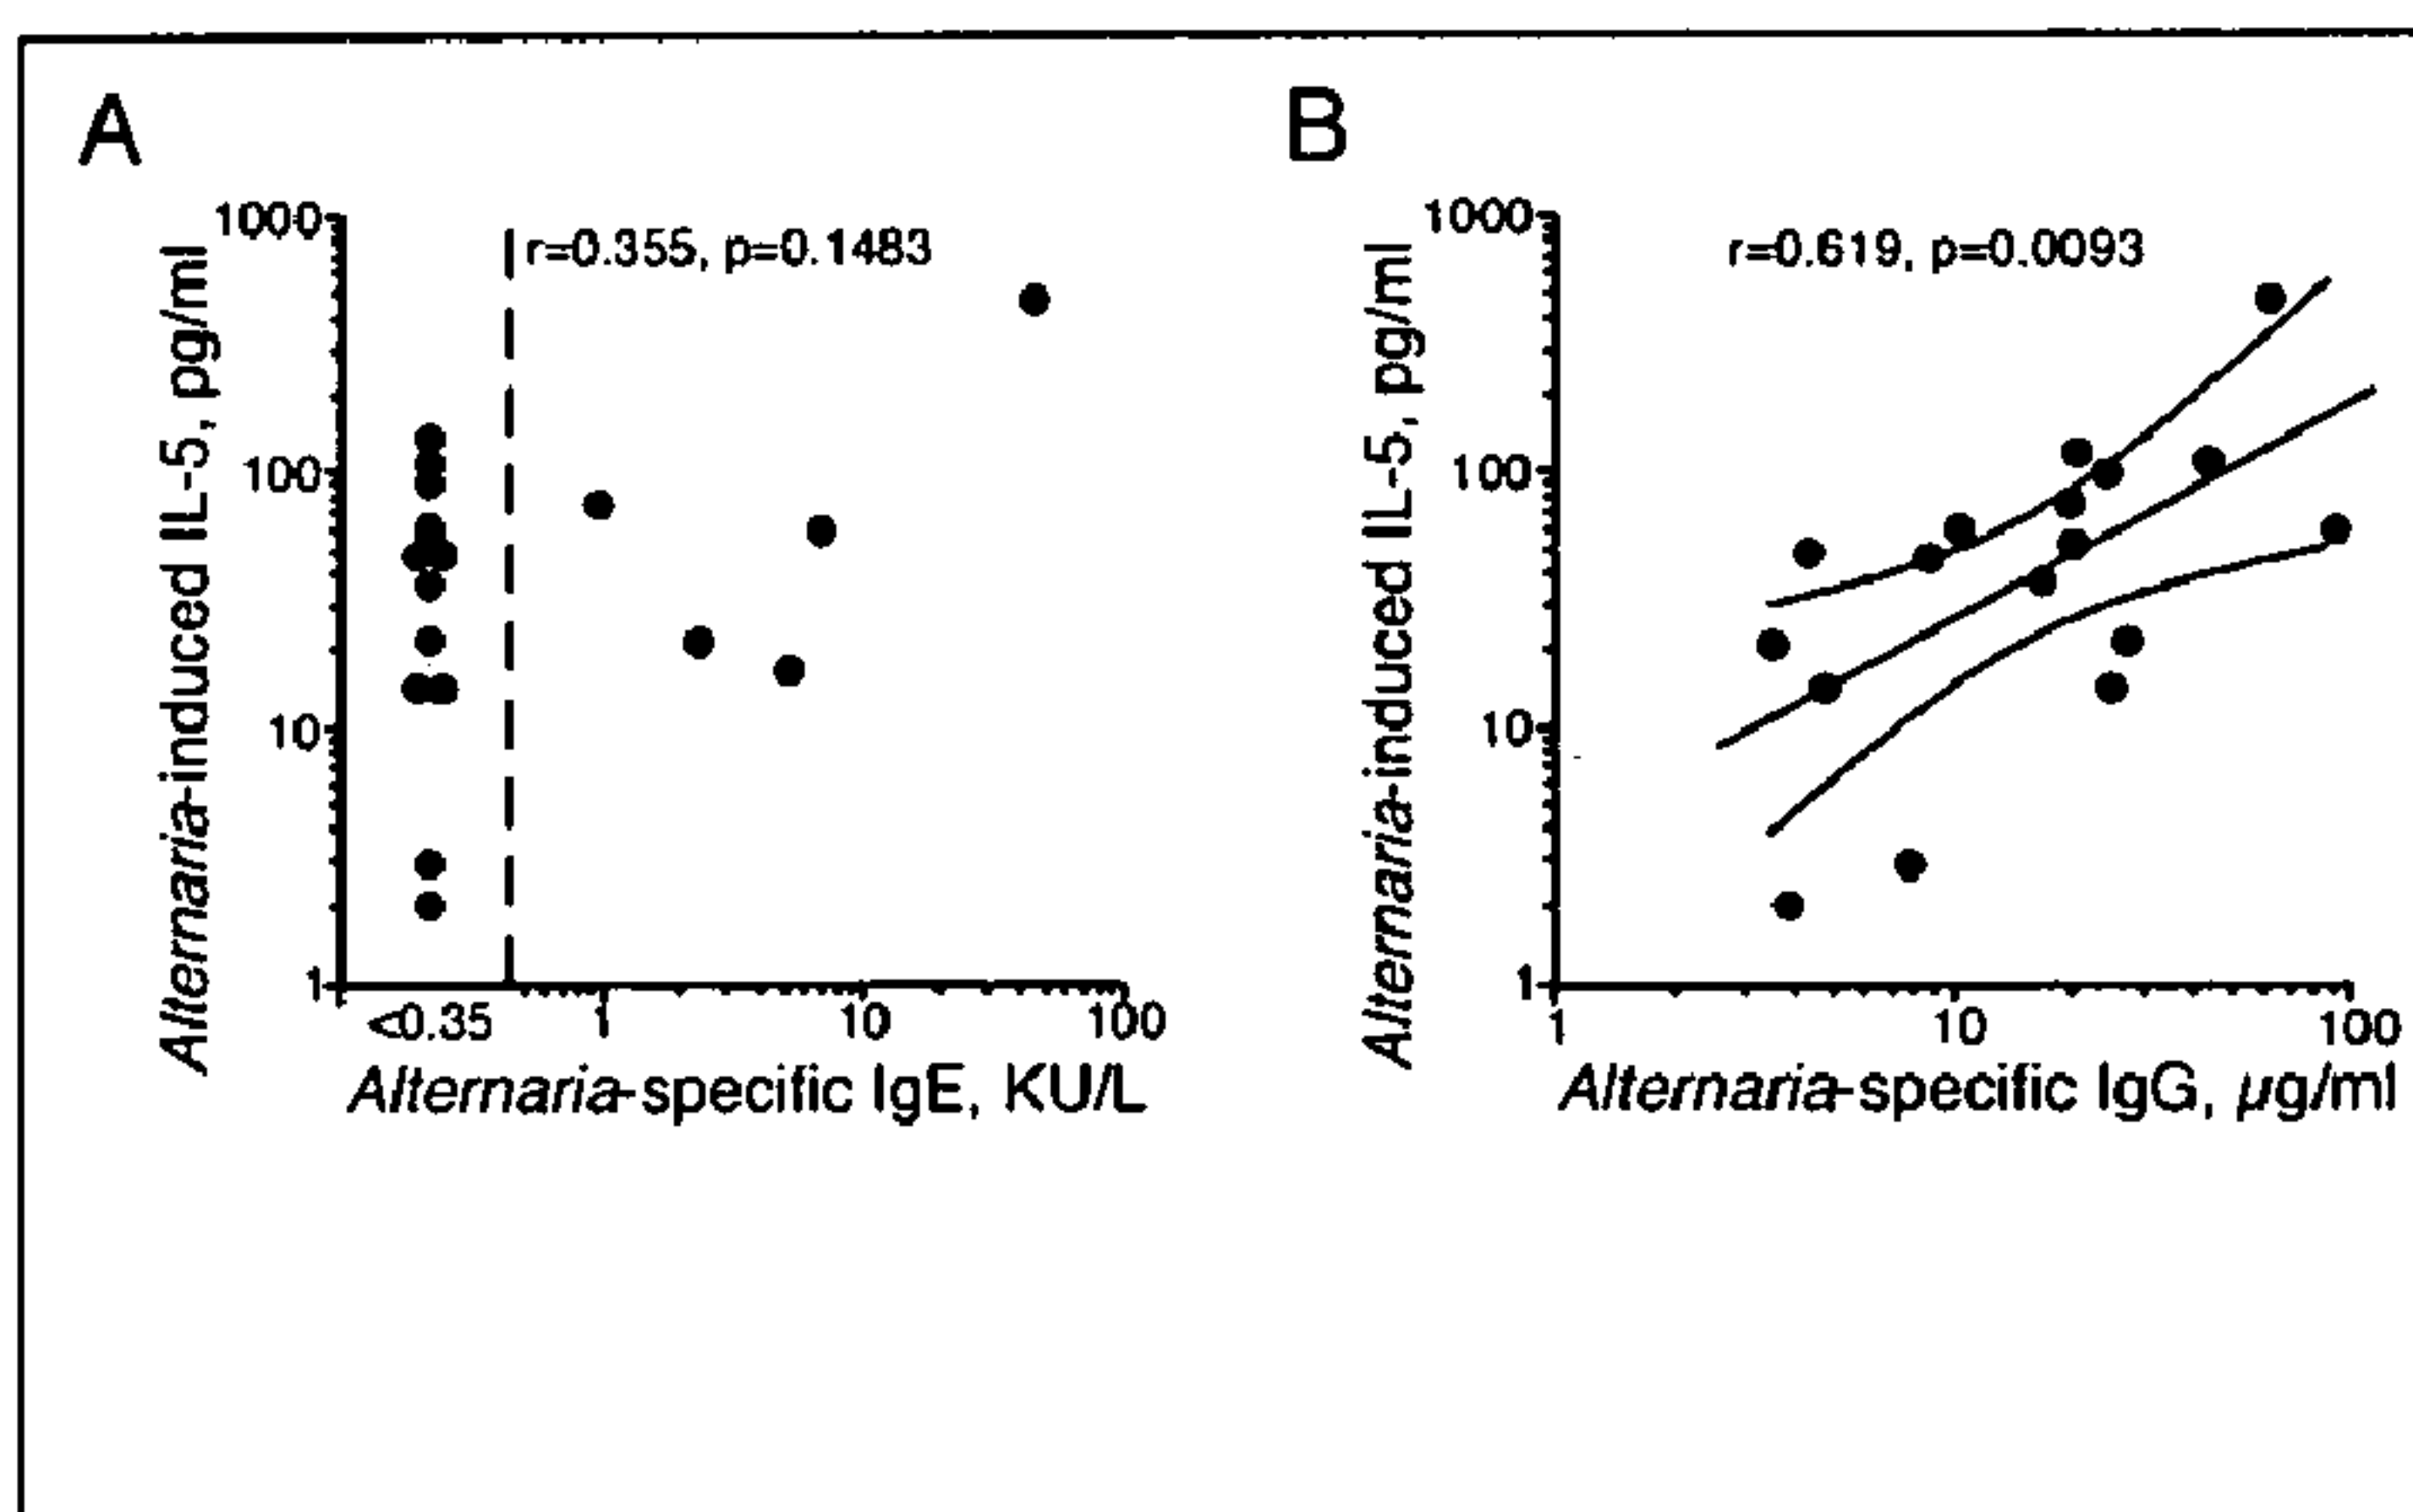 A
B
1000
100
10
1
r=0.355, p=0.1483
Alternaria-induced IL-5, pg/ml
<0.35
1
10
100
Alternaria-specific IgE, KU/L
1000
100
10
1
r=0.619, p=0.0093
Alternaria-induced IL-5, pg/ml
1
10
100
Alternaria-specific IgG, µg/ml